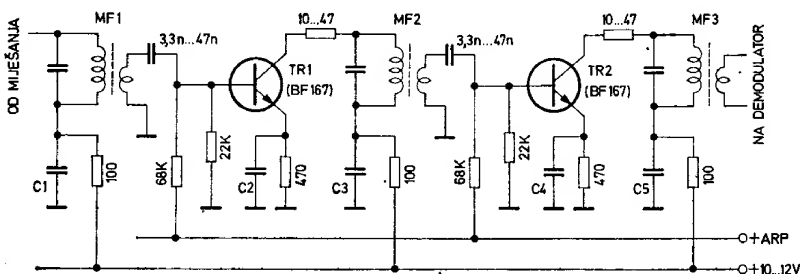 OD MIJEŠANJA
MF1
3,3n...47n
10...47
TR1
(BF167)
MF2
3,3n...47n
10...47
TR2
(BF167)
MF3
NA DEMODULATOR
C1
100
68K
22K
C2
470
C3
100
68K
22K
C4
470
C5
100
+ARP
+10...12V